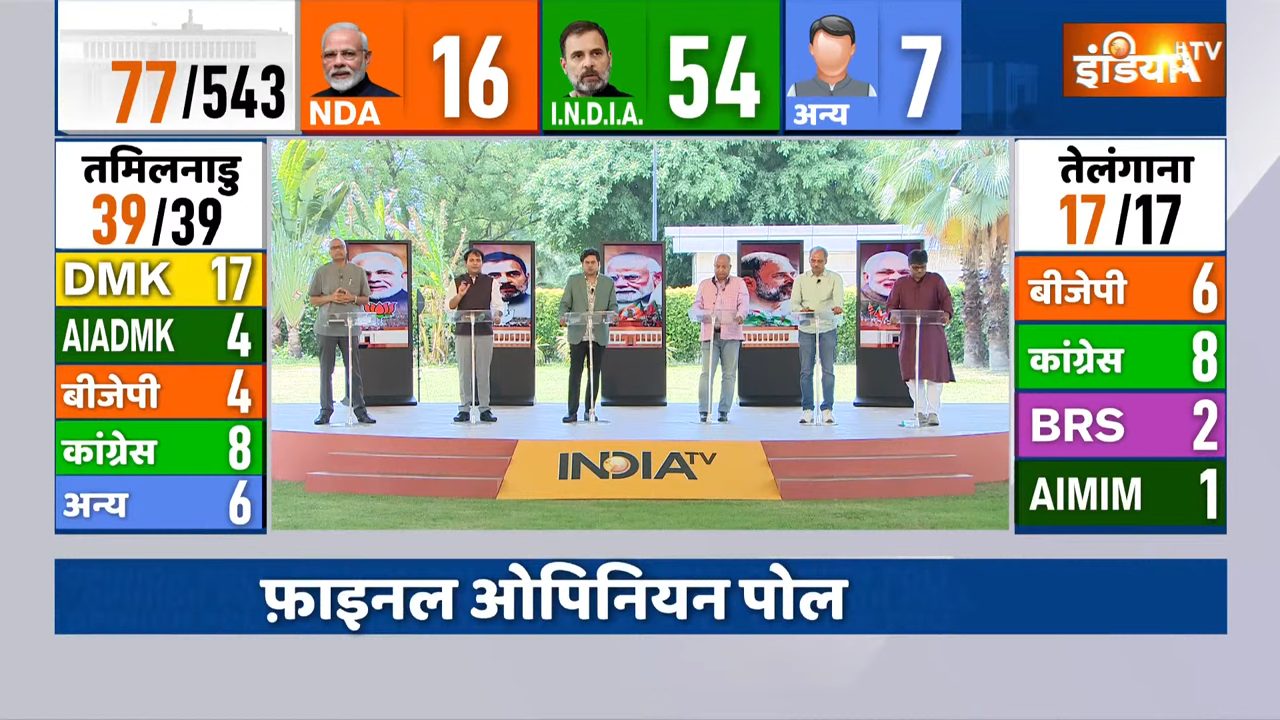 77/543
NDA 16
I.N.D.I.A. 54
अन्य 7
इंडिया TV
तमिलनाडु
39/39
DMK 17
AIADMK 4
बीजेपी 4
कांग्रेस 8
अन्य 6
तेलंगाना
17/17
बीजेपी 6
कांग्रेस 8
BRS 2
AIMIM 1
INDIA TV
फ़ाइनल ओपिनियन पोल